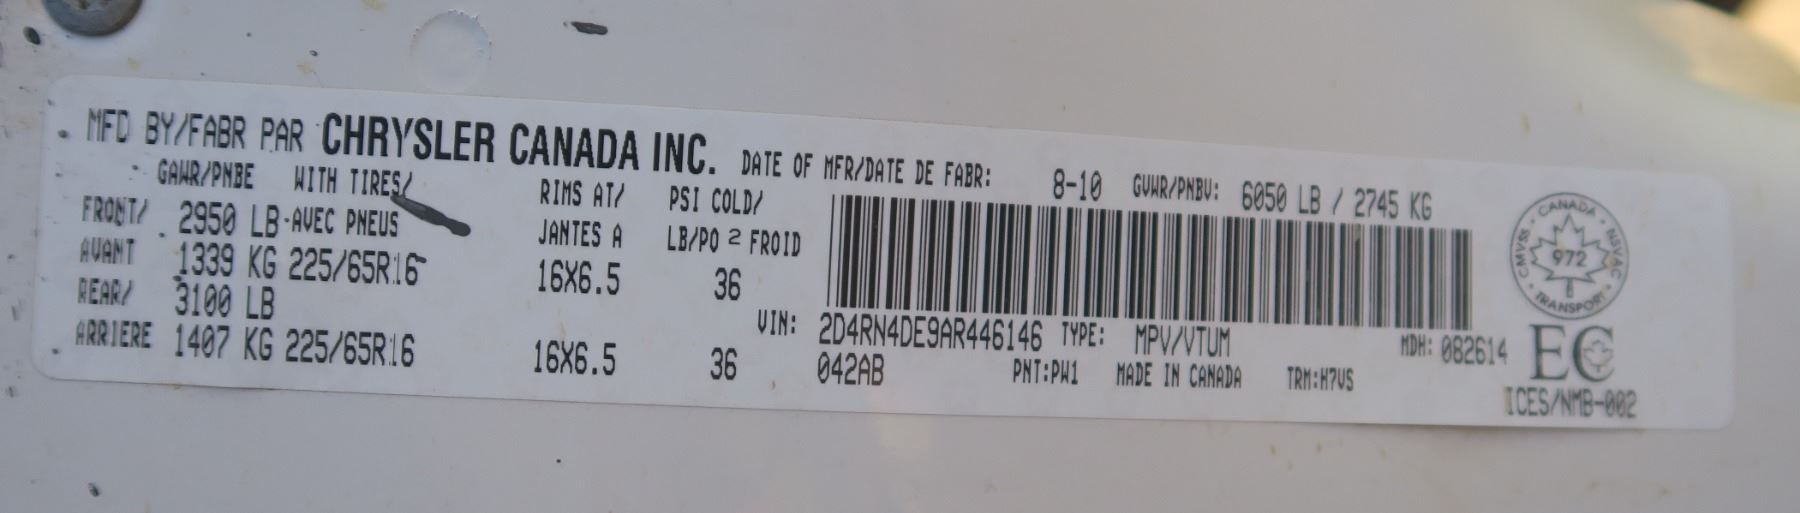 MFD BY/FABR PAR CHRYSLER CANADA INC. DATE OF MFR/DATE DE FABR: 8-10 GVWR/PNBV: 6050 LB / 2745 KG
GAWR/PNBE WITH TIRES/ RIMS AT/ PSI COLD/
FRONT/ 2950 LB AVEC PNEUS JANTES A LB/PO 2 FROID
AVANT 1339 KG 225/65R16 16X6.5 36
REAR/ 3100 LB
ARRIERE 1407 KG 225/65R16 16X6.5 36
VIN: 2D4RN4DE9AR446146 TYPE: MPV/VTUM MDH: 082614
042AB PNT:PW1 MADE IN CANADA TRM:H7VS
CANADA
CMVSS 972 NSVAC
TRANSPORT
EC
ICES/NMB-002